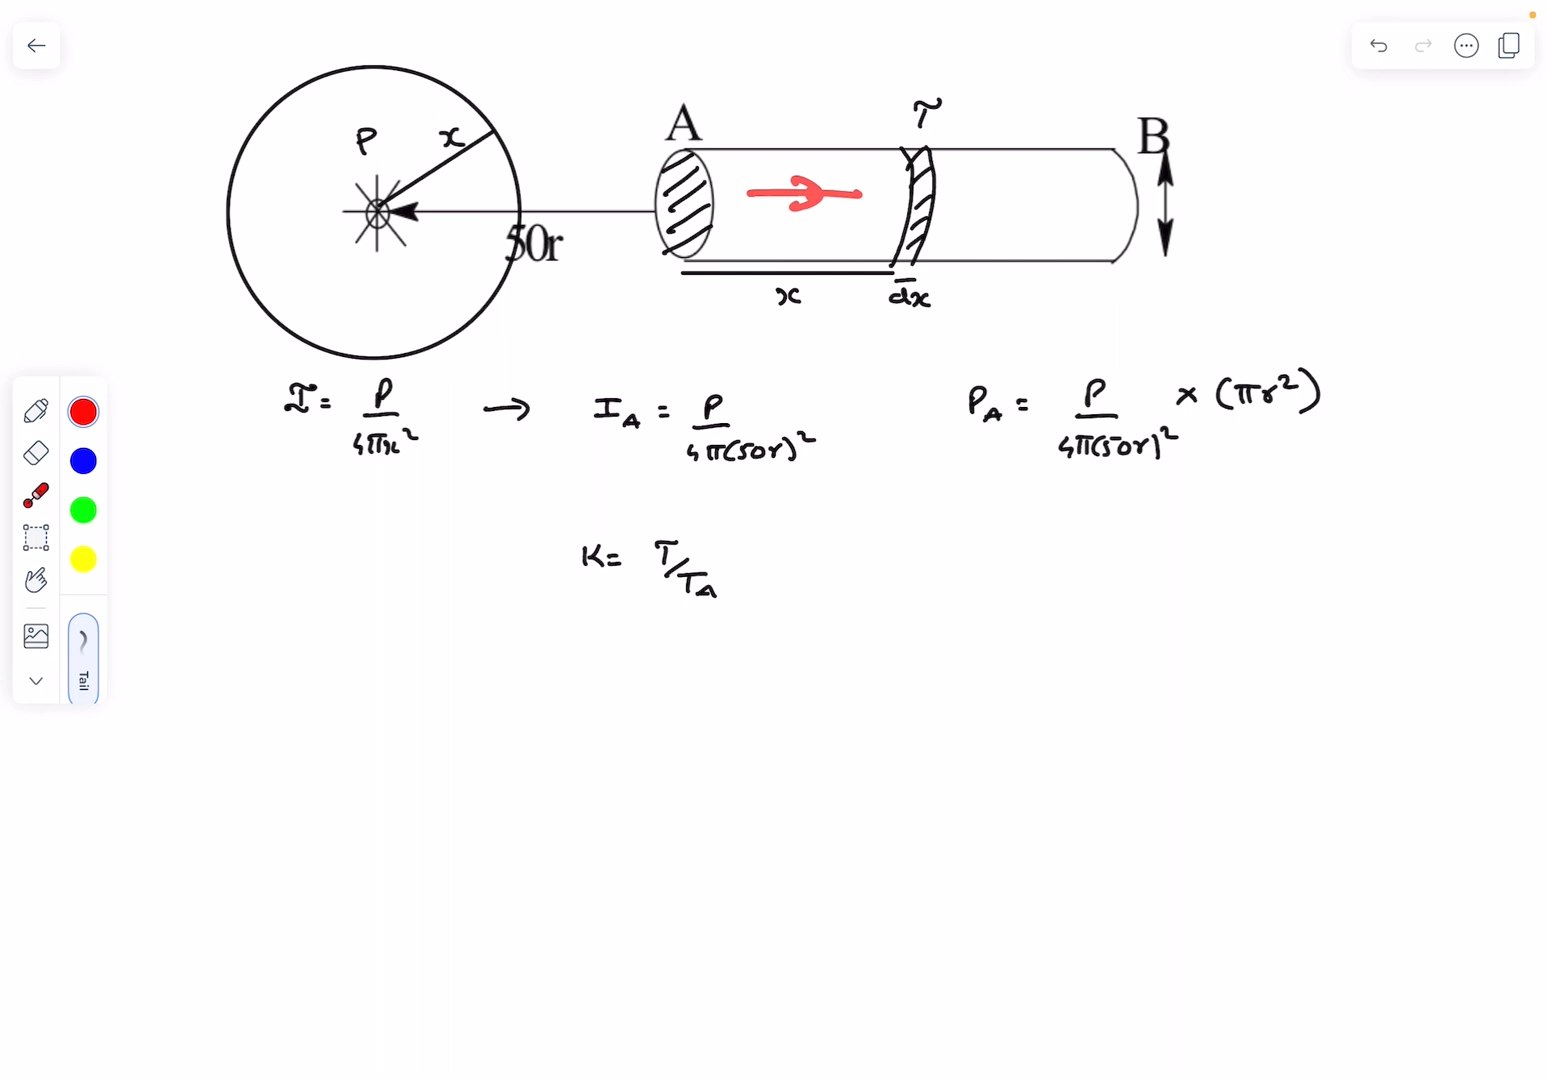 P x
A
T
B
50r
x dx
I = P/4πx² → I_A = P/4π(50r)²
P_A = P/4π(50r)² × (πr²)
K = T/T_A
Tail